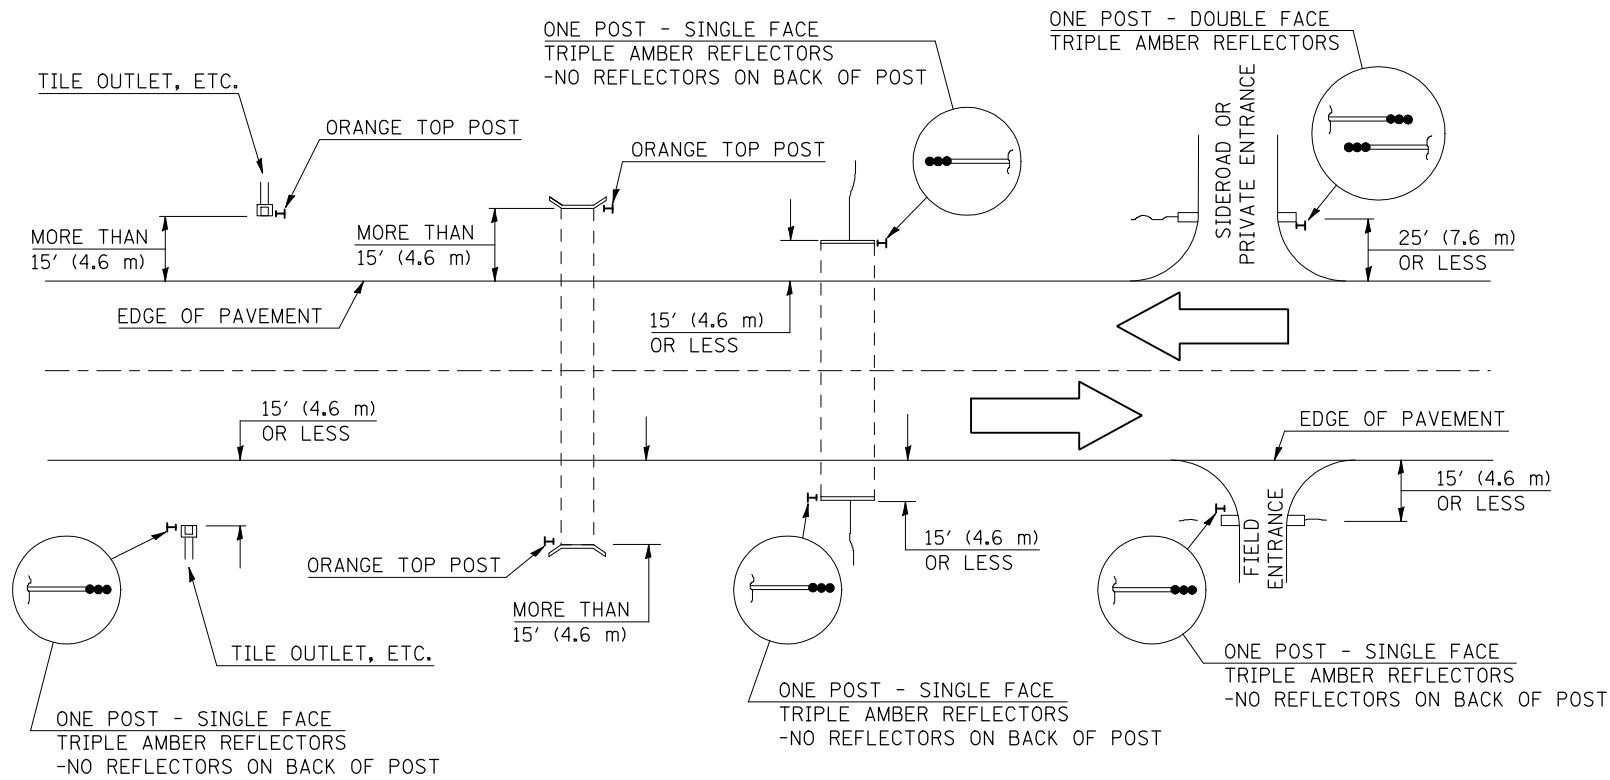 ONE POST - SINGLE FACE
TRIPLE AMBER REFLECTORS
-NO REFLECTORS ON BACK OF POST
ONE POST - DOUBLE FACE
TRIPLE AMBER REFLECTORS
TILE OUTLET, ETC.
ORANGE TOP POST
ORANGE TOP POST
SIDEROAD OR
PRIVATE ENTRANCE
MORE THAN
15' (4.6 m)
MORE THAN
15' (4.6 m)
25' (7.6 m)
OR LESS
EDGE OF PAVEMENT
15' (4.6 m)
OR LESS
15' (4.6 m)
OR LESS
EDGE OF PAVEMENT
15' (4.6 m)
OR LESS
FIELD
ENTRANCE
15' (4.6 m)
OR LESS
ORANGE TOP POST
MORE THAN
15' (4.6 m)
TILE OUTLET, ETC.
ONE POST - SINGLE FACE
TRIPLE AMBER REFLECTORS
-NO REFLECTORS ON BACK OF POST
ONE POST - SINGLE FACE
TRIPLE AMBER REFLECTORS
-NO REFLECTORS ON BACK OF POST
ONE POST - SINGLE FACE
TRIPLE AMBER REFLECTORS
-NO REFLECTORS ON BACK OF POST